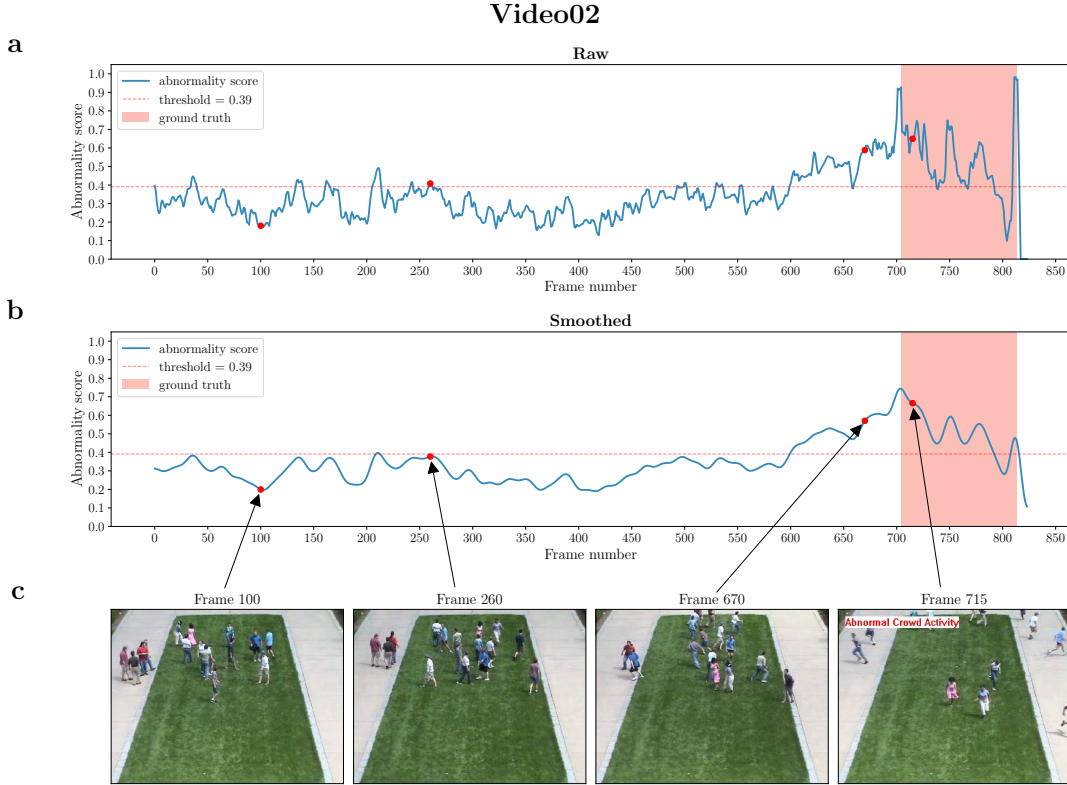 Video02
a
Raw
Abnormality score
1.0
0.9
0.8
0.7
0.6
0.5
0.4
0.3
0.2
0.1
0.0
abnormality score
threshold = 0.39
ground truth
0 50 100 150 200 250 300 350 400 450 500 550 600 650 700 750 800 850
Frame number
b
Smoothed
Abnormality score
1.0
0.9
0.8
0.7
0.6
0.5
0.4
0.3
0.2
0.1
0.0
abnormality score
threshold = 0.39
ground truth
0 50 100 150 200 250 300 350 400 450 500 550 600 650 700 750 800 850
Frame number
c
Frame 100 Frame 260 Frame 670 Frame 715
Abnormal Crowd Activity